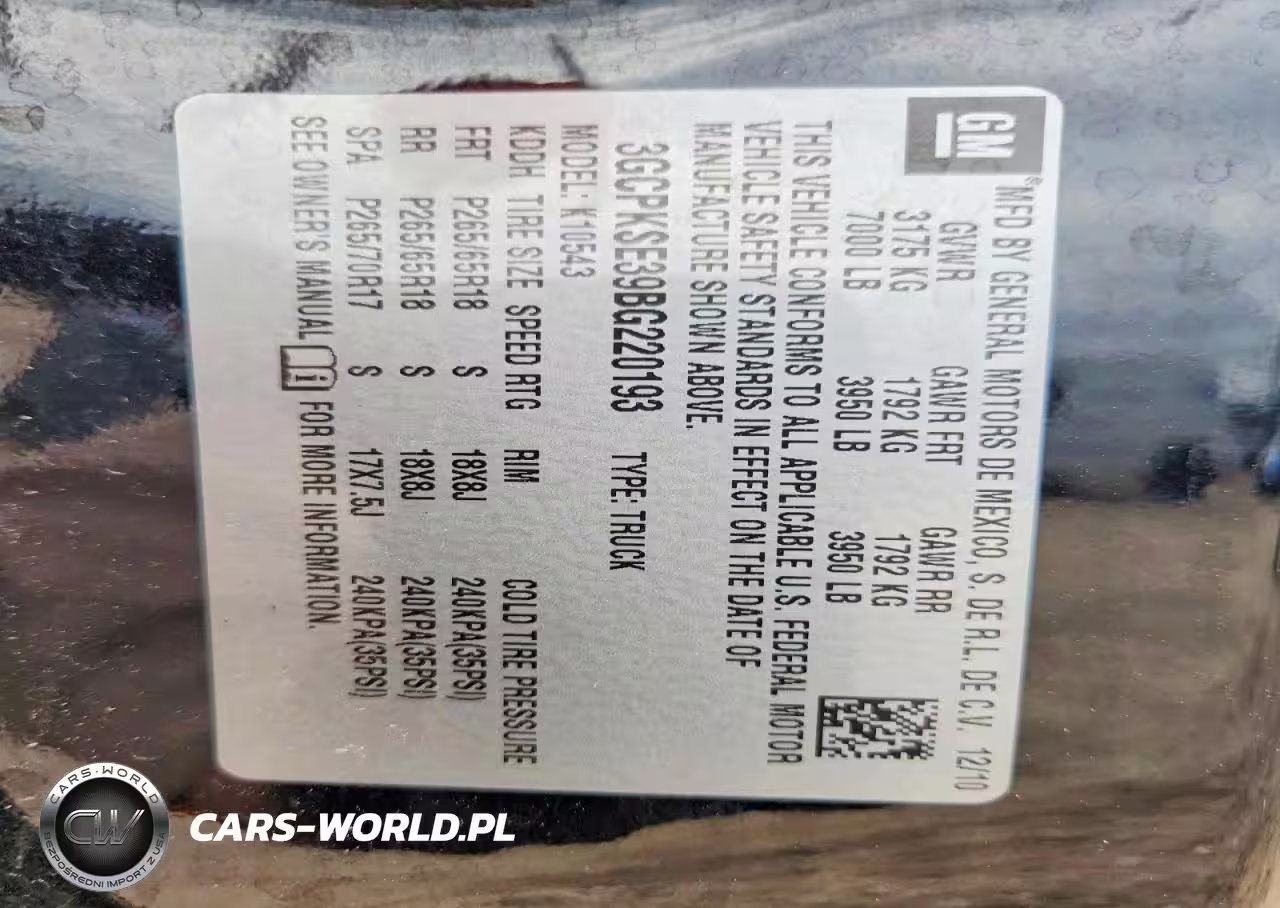 GM
® MFD BY GENERAL MOTORS DE MEXICO, S. DE R.L. DE C.V. 12/10
GVWR GAWR FRT GAWR RR
3175 KG 1792 KG 1792 KG
7000 LB 3950 LB 3950 LB
THIS VEHICLE CONFORMS TO ALL APPLICABLE U.S. FEDERAL MOTOR
VEHICLE SAFETY STANDARDS IN EFFECT ON THE DATE OF
MANUFACTURE SHOWN ABOVE.
3GCPKSE39BG220193 TYPE: TRUCK
MODEL: K10543
KDDH TIRE SIZE SPEED RTG RIM COLD TIRE PRESSURE
FRT P265/65R18 S 18X8J 240KPA(35PSI)
RR P265/65R18 S 18X8J 240KPA(35PSI)
SPA P265/70R17 S 17X7.5J 240KPA(35PSI)
SEE OWNER'S MANUAL i FOR MORE INFORMATION.
CARS-WORLD
CW
BEZPOŚREDNI IMPORT Z USA
CARS-WORLD.PL